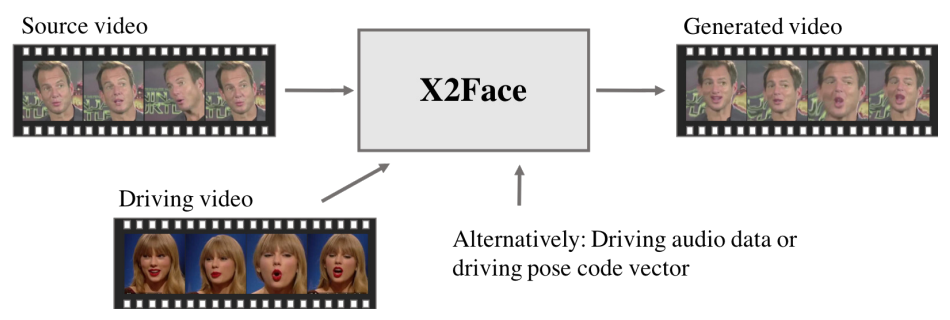 Source video
Generated video
X2Face
Driving video
Alternatively: Driving audio data or
driving pose code vector